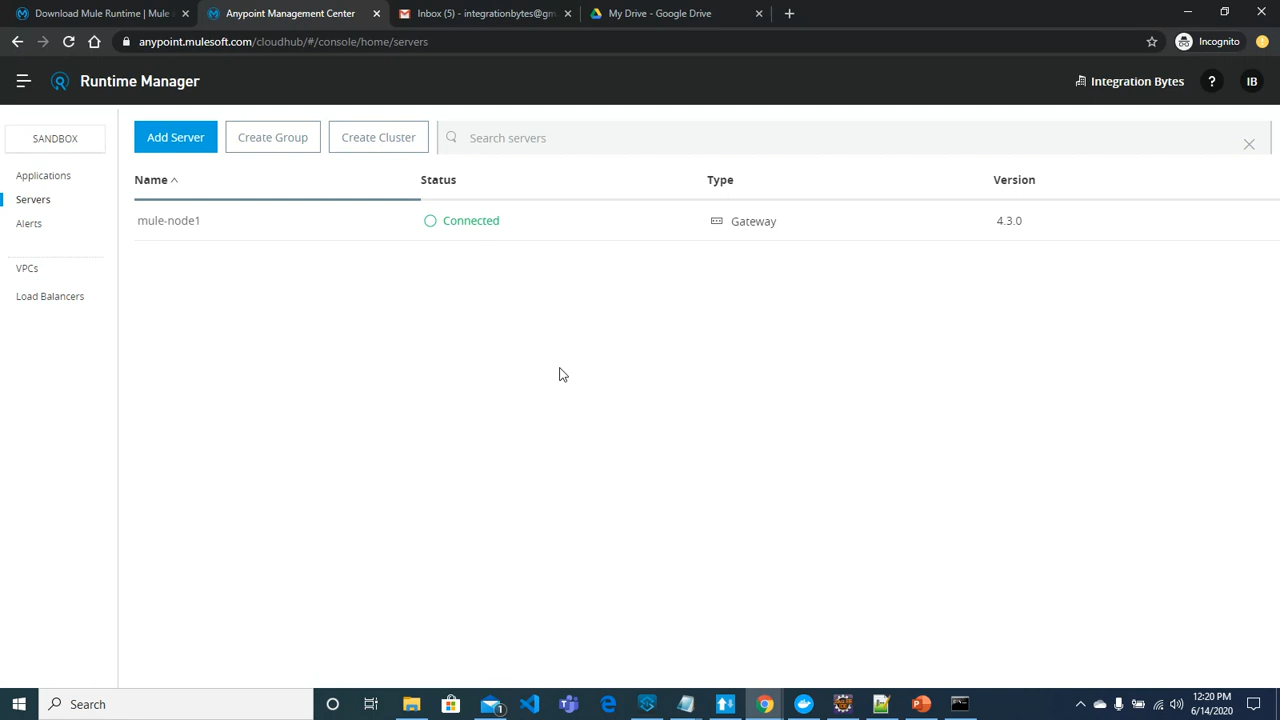 Download Mule Runtime | Mule
Anypoint Management Center
Inbox (5) - integrationbytes@gm
My Drive - Google Drive
anypoint.mulesoft.com/cloudhub/#/console/home/servers
Incognito
Runtime Manager
Integration Bytes
?
IB
SANDBOX
Applications
Servers
Alerts
VPCs
Load Balancers
Add Server
Create Group
Create Cluster
Search servers
Name
Status
Type
Version
mule-node1
Connected
Gateway
4.3.0
Search
1
12:20 PM
6/14/2020